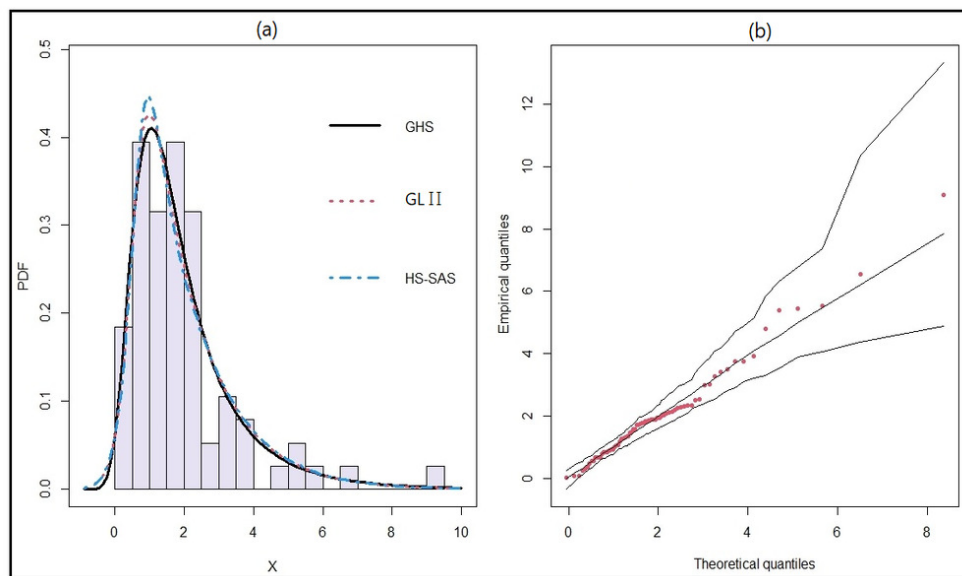 (a)
(b)
0.5
0.4
0.3
0.2
0.1
0.0
PDF
GHS
GL II
HS-SAS
0 2 4 6 8 10
X
12
10
8
6
4
2
0
Empirical quantiles
0 2 4 6 8
Theoretical quantiles